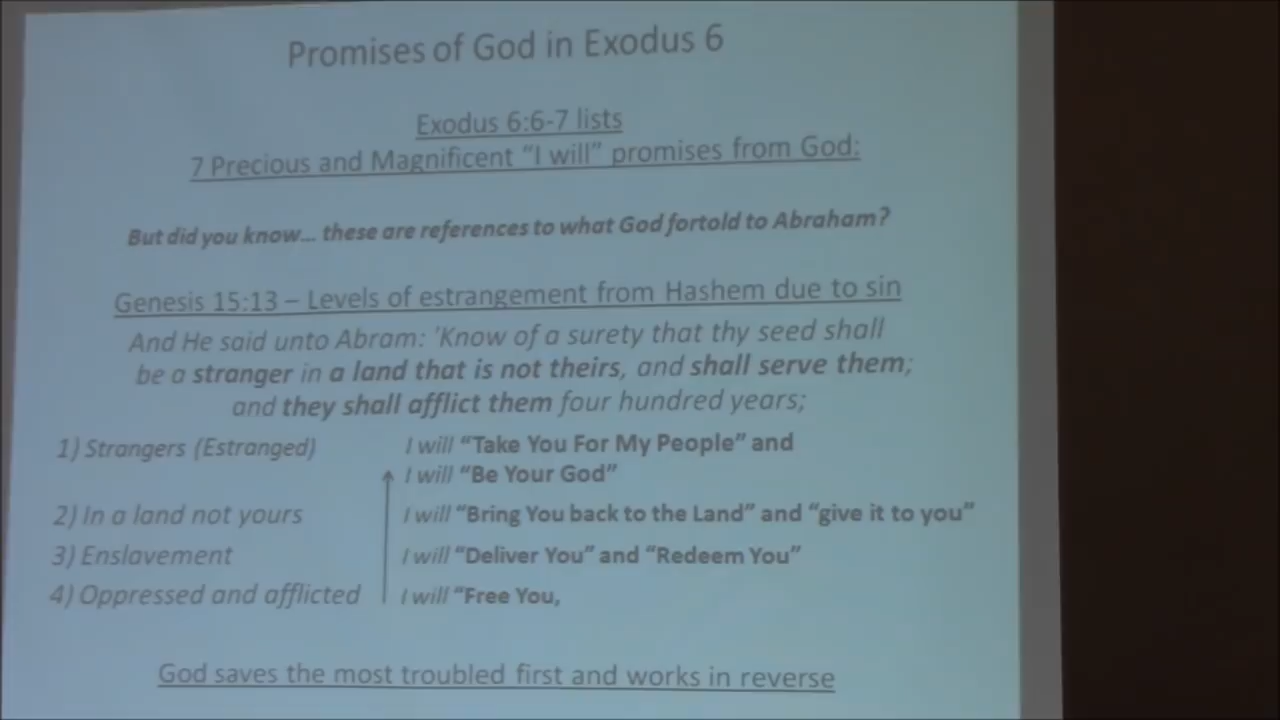 Promises of God in Exodus 6
Exodus 6:6-7 lists
7 Precious and Magnificent “I will” promises from God:
But did you know... these are references to what God fortold to Abraham?
Genesis 15:13 – Levels of estrangement from Hashem due to sin
And He said unto Abram: 'Know of a surety that thy seed shall
be a stranger in a land that is not theirs, and shall serve them;
and they shall afflict them four hundred years;
1) Strangers (Estranged) I will “Take You For My People” and
I will “Be Your God”
2) In a land not yours I will “Bring You back to the Land” and “give it to you”
3) Enslavement I will “Deliver You” and “Redeem You”
4) Oppressed and afflicted I will “Free You,
God saves the most troubled first and works in reverse